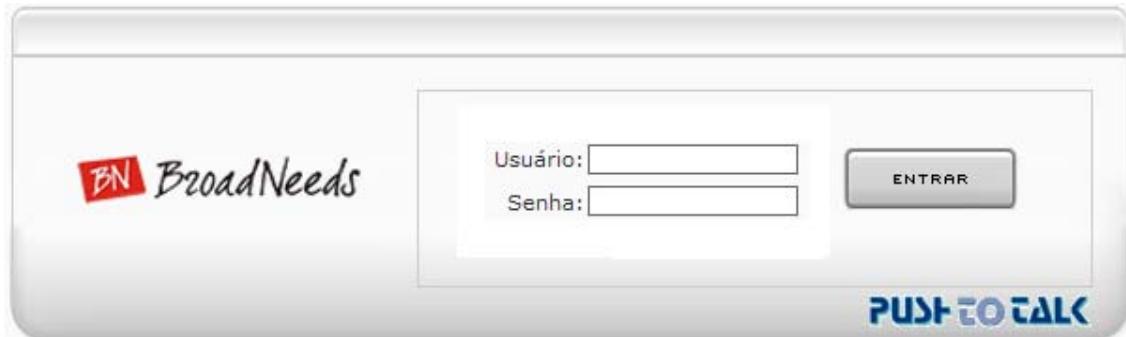 BN BroadNeeds
Usuário:
Senha:
ENTRAR
PUSH TO TALK